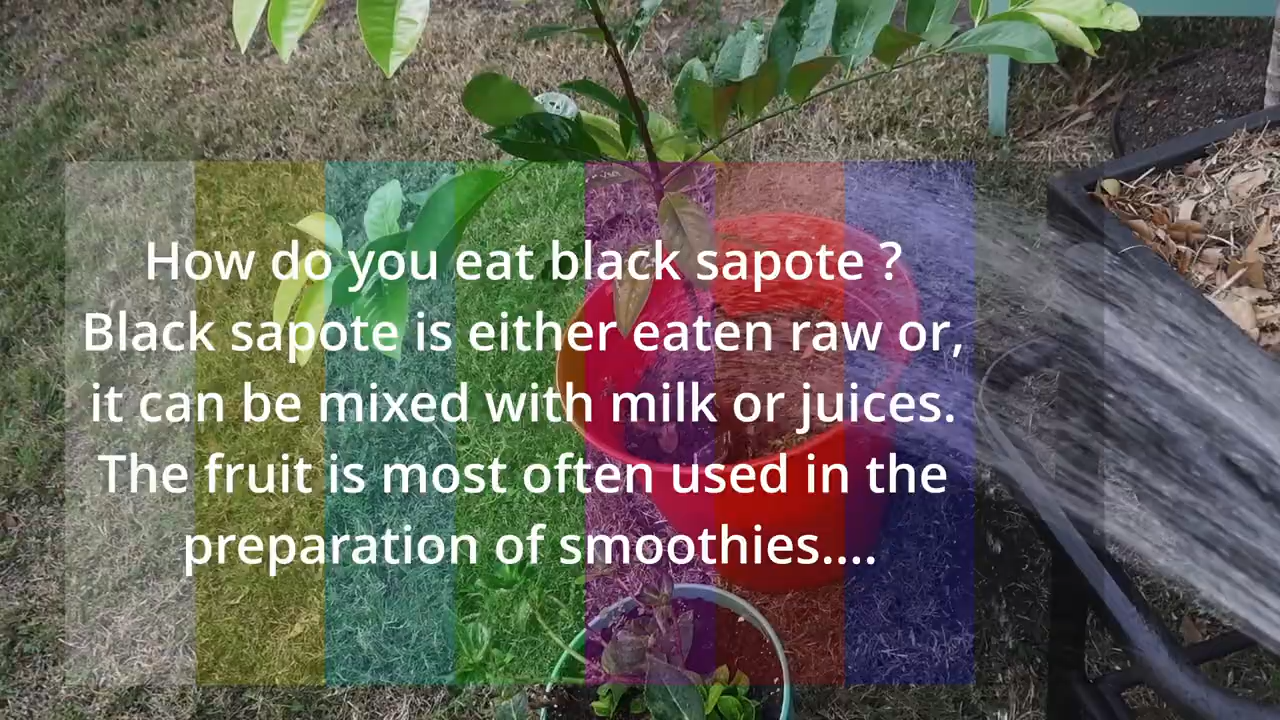 How do you eat black sapote ?
Black sapote is either eaten raw or,
it can be mixed with milk or juices.
The fruit is most often used in the
preparation of smoothies....